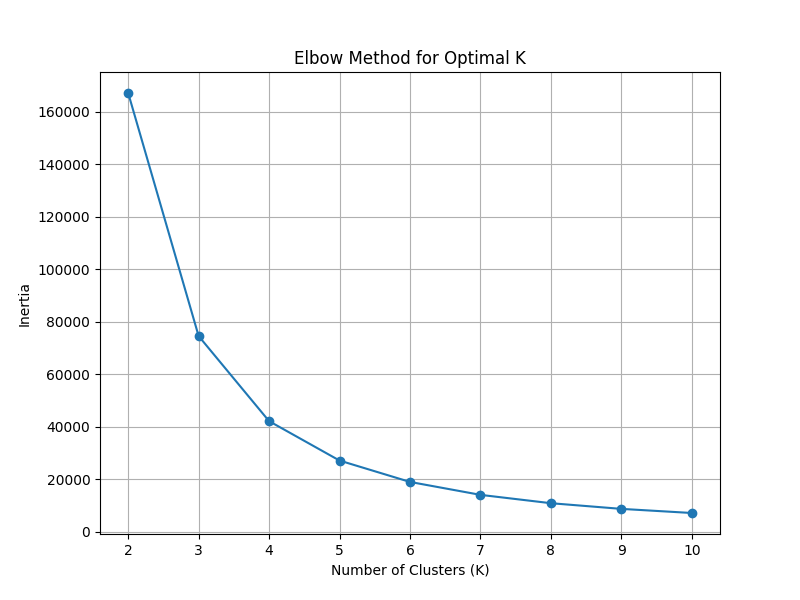 Elbow Method for Optimal K
160000
140000
120000
100000
80000
60000
40000
20000
0
Inertia
2 3 4 5 6 7 8 9 10
Number of Clusters (K)